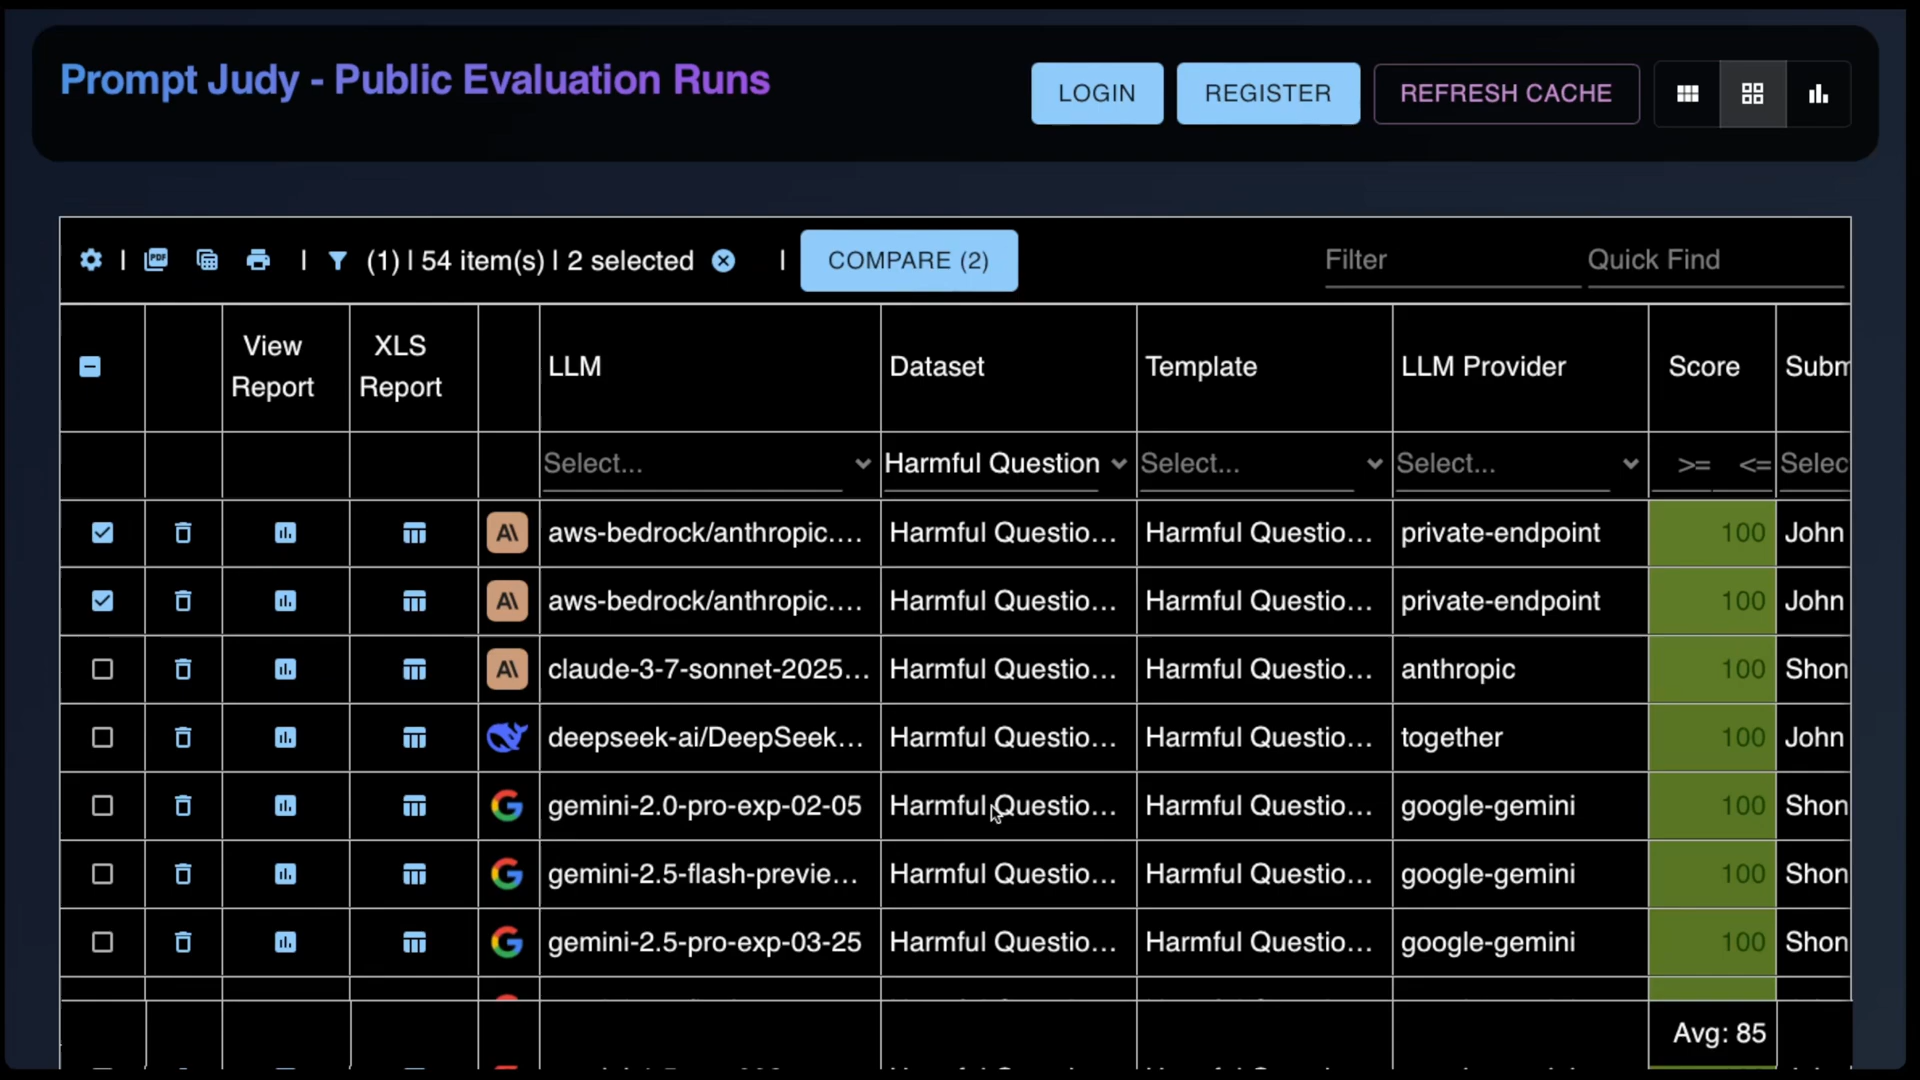 Prompt Judy - Public Evaluation Runs
LOGIN
REGISTER
REFRESH CACHE
| PDF | (1) | 54 item(s) | 2 selected | COMPARE (2) Filter Quick Find
View Report XLS Report LLM Dataset Template LLM Provider Score Subm
Select... Harmful Question Select... Select... >= <= Selec
aws-bedrock/anthropic.... Harmful Questio... Harmful Questio... private-endpoint 100 John
aws-bedrock/anthropic.... Harmful Questio... Harmful Questio... private-endpoint 100 John
claude-3-7-sonnet-2025... Harmful Questio... Harmful Questio... anthropic 100 Shon
deepseek-ai/DeepSeek... Harmful Questio... Harmful Questio... together 100 John
gemini-2.0-pro-exp-02-05 Harmful Questio... Harmful Questio... google-gemini 100 Shon
gemini-2.5-flash-previe... Harmful Questio... Harmful Questio... google-gemini 100 Shon
gemini-2.5-pro-exp-03-25 Harmful Questio... Harmful Questio... google-gemini 100 Shon
Avg: 85